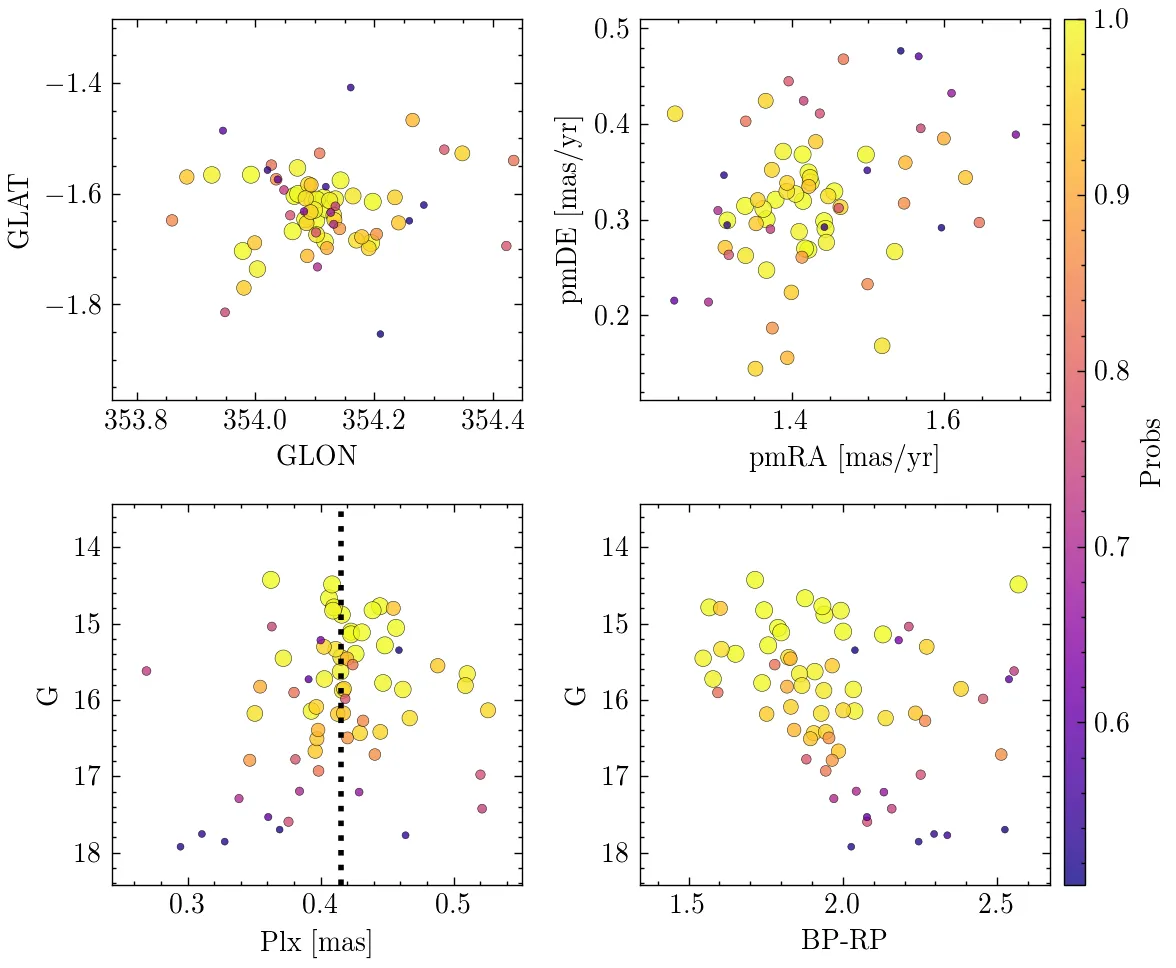 −1.4
−1.6
−1.8
GLAT
353.8 354.0 354.2 354.4
GLON
0.5
0.4
0.3
0.2
pmDE [mas/yr]
1.4 1.6
pmRA [mas/yr]
1.0
0.9
0.8
0.7
0.6
Probs
14
15
16
17
18
G
0.3 0.4 0.5
Plx [mas]
14
15
16
17
18
G
1.5 2.0 2.5
BP-RP